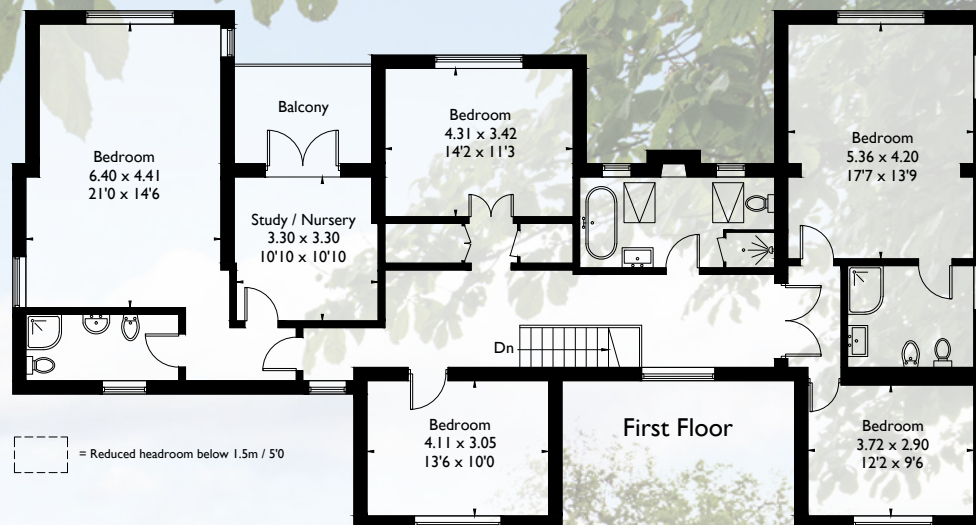 Balcony
Bedroom
4.31 x 3.42
14'2 x 11'3
Bedroom
5.36 x 4.20
17'7 x 13'9
Bedroom
6.40 x 4.41
21'0 x 14'6
Study / Nursery
3.30 x 3.30
10'10 x 10'10
Dn
First Floor
Bedroom
4.11 x 3.05
13'6 x 10'0
Bedroom
3.72 x 2.90
12'2 x 9'6
= Reduced headroom below 1.5m / 5'0